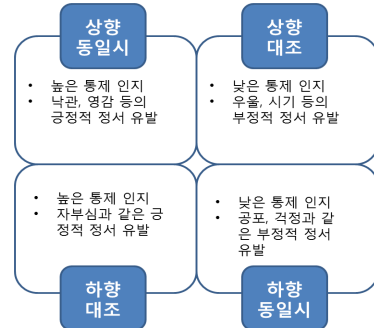 상향
동일시
상향
대조
• 높은 통제 인지
• 낙관, 영감 등의
긍정적 정서 유발
• 낮은 통제 인지
• 우울, 시기 등의
부정적 정서 유발
• 높은 통제 인지
• 자부심과 같은 긍
정적 정서 유발
• 낮은 통제 인지
• 공포, 걱정과 같
은 부정적 정서
유발
하향
대조
하향
동일시